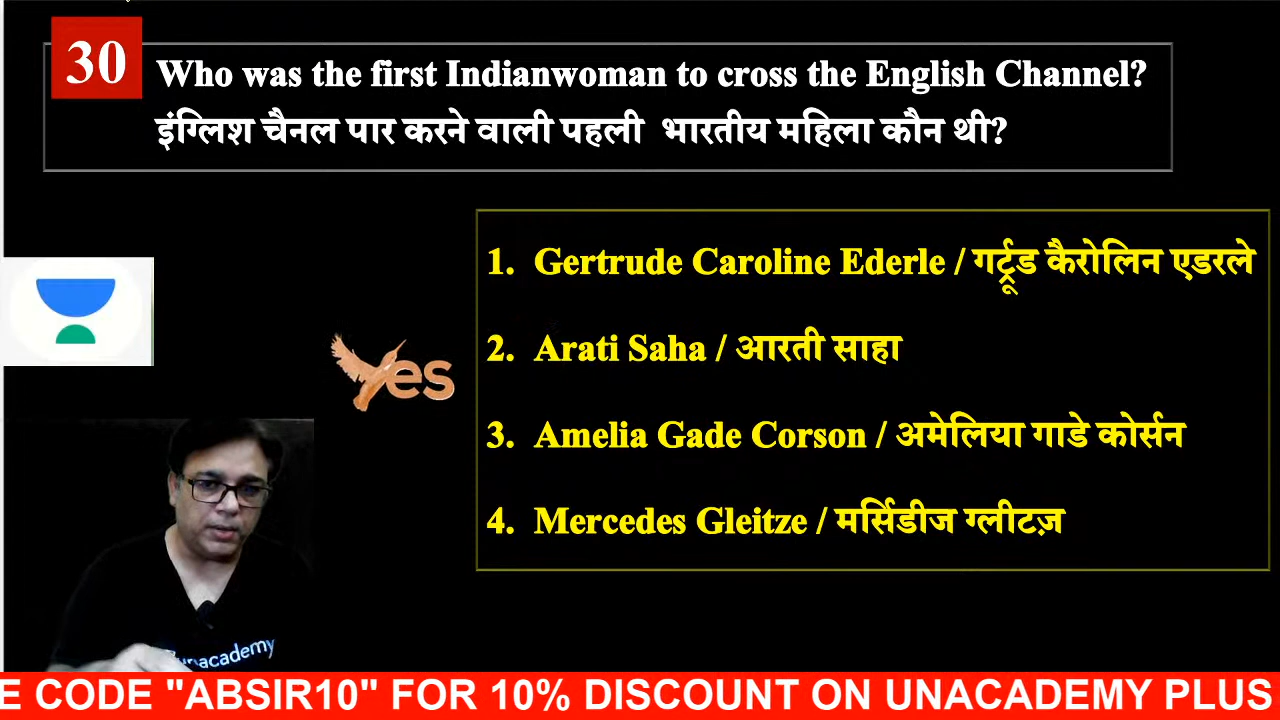 30
Who was the first Indianwoman to cross the English Channel?
इंग्लिश चैनल पार करने वाली पहली भारतीय महिला कौन थी?
1. Gertrude Caroline Ederle / गर्ट्रूड कैरोलिन एडरले
2. Arati Saha / आरती साहा
Yes
3. Amelia Gade Corson / अमेलिया गाडे कोर्सन
4. Mercedes Gleitze / मर्सिडीज ग्लीटज़
unacademy
E CODE "ABSIR10" FOR 10% DISCOUNT ON UNACADEMY PLUS